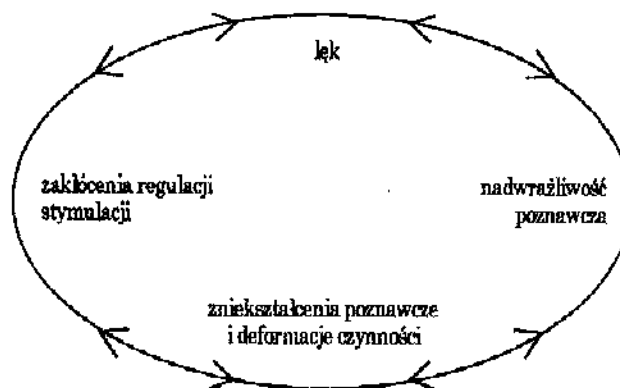 lęk
zakłócenia regulacji
stymulacji
nadwrażliwość
poznawcza
zniekształcenia poznawcze
i deformacje czynności